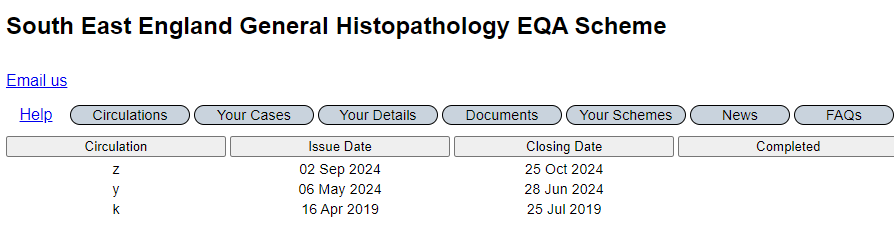 South East England General Histopathology EQA Scheme
Email us
Help Circulations Your Cases Your Details Documents Your Schemes News FAQs
Circulation Issue Date Closing Date Completed
z 02 Sep 2024 25 Oct 2024
y 06 May 2024 28 Jun 2024
k 16 Apr 2019 25 Jul 2019